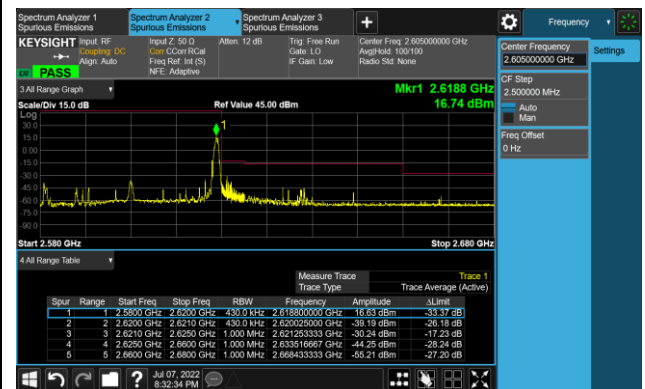 Spectrum Analyzer 1
Spurious Emissions
Spectrum Analyzer 2
Spurious Emissions
Spectrum Analyzer 3
Spurious Emissions
+
Frequency
KEYSIGHT
Input: RF
Coupling: DC
Align: Auto
Input Z: 50 Ω
Corr CCorr RCal
Freq Ref: Int (S)
NFE: Adaptive
Atten: 12 dB
Trig: Free Run
Gate: LO
IF Gain: Low
Center Freq: 2.605000000 GHz
Avg|Hold: 100/100
Radio Std: None
LXI
PASS
Center Frequency
2.605000000 GHz
Settings
CF Step
2.500000 MHz
Auto
Man
Freq Offset
0 Hz
3 All Range Graph
Mkr1 2.6188 GHz
16.74 dBm
Scale/Div 15.0 dB
Ref Value 45.00 dBm
Log
1
30.0
15.0
0.00
-15.0
-30.0
-45.0
-60.0
-75.0
-90.0
Start 2.580 GHz
Stop 2.680 GHz
4 All Range Table
Measure Trace
Trace 1
Trace Type
Trace Average (Active)
Spur Range Start Freq Stop Freq RBW Frequency Amplitude ΔLimit
1 1 2.5800 GHz 2.6200 GHz 430.0 kHz 2.618800000 GHz 16.63 dBm -33.37 dB
2 2 2.6200 GHz 2.6210 GHz 430.0 kHz 2.620025000 GHz -39.19 dBm -26.18 dB
3 3 2.6210 GHz 2.6250 GHz 1.000 MHz 2.621253333 GHz -30.24 dBm -17.23 dB
4 4 2.6250 GHz 2.6600 GHz 1.000 MHz 2.633516667 GHz -44.25 dBm -28.24 dB
5 5 2.6600 GHz 2.6800 GHz 1.000 MHz 2.668433333 GHz -55.21 dBm -27.20 dB
?
Jul 07, 2022
8:32:34 PM